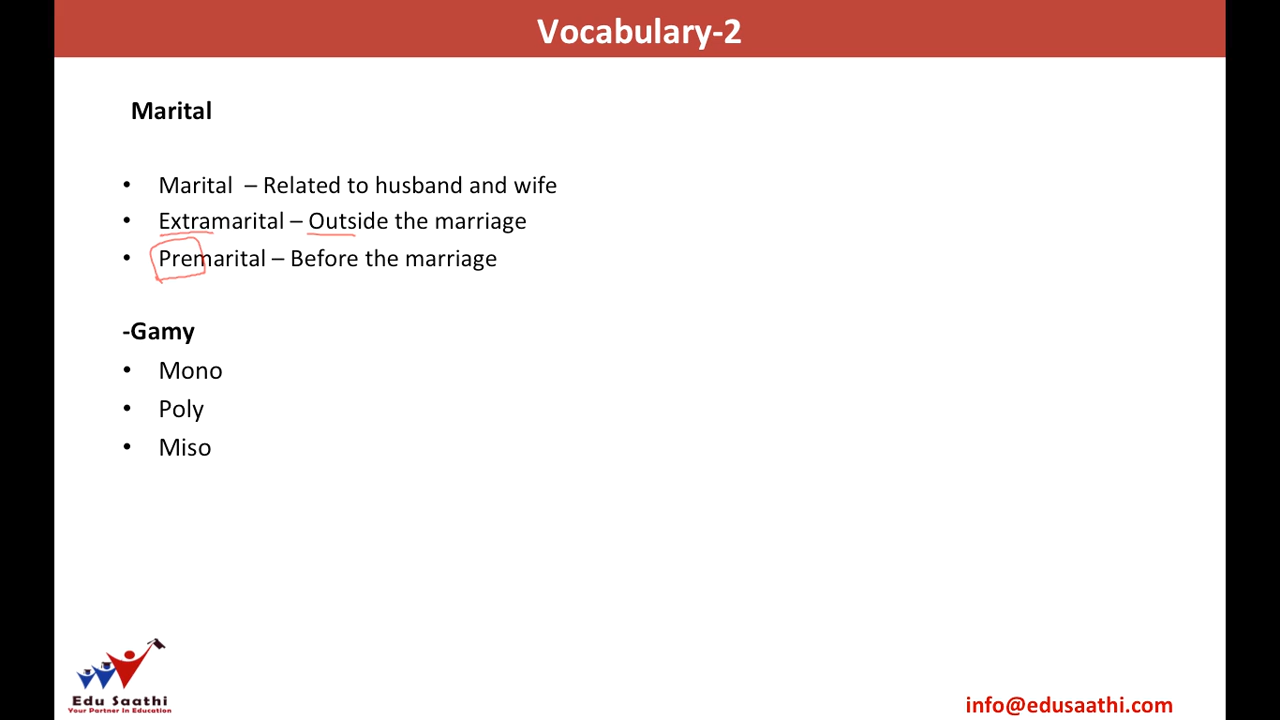 Vocabulary-2
Marital
• Marital – Related to husband and wife
• Extramarital – Outside the marriage
• Premarital – Before the marriage
-Gamy
• Mono
• Poly
• Miso
Edu Saathi
Your Partner In Education
info@edusaathi.com